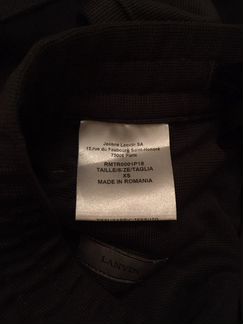 Jeanne Lanvin SA
15,rue du Faubourg Saint-Honoré
75008 Paris
RMTR0001P18
TAILLE/SIZE/TAGLIA
XS
MADE IN ROMANIA
LANVIN